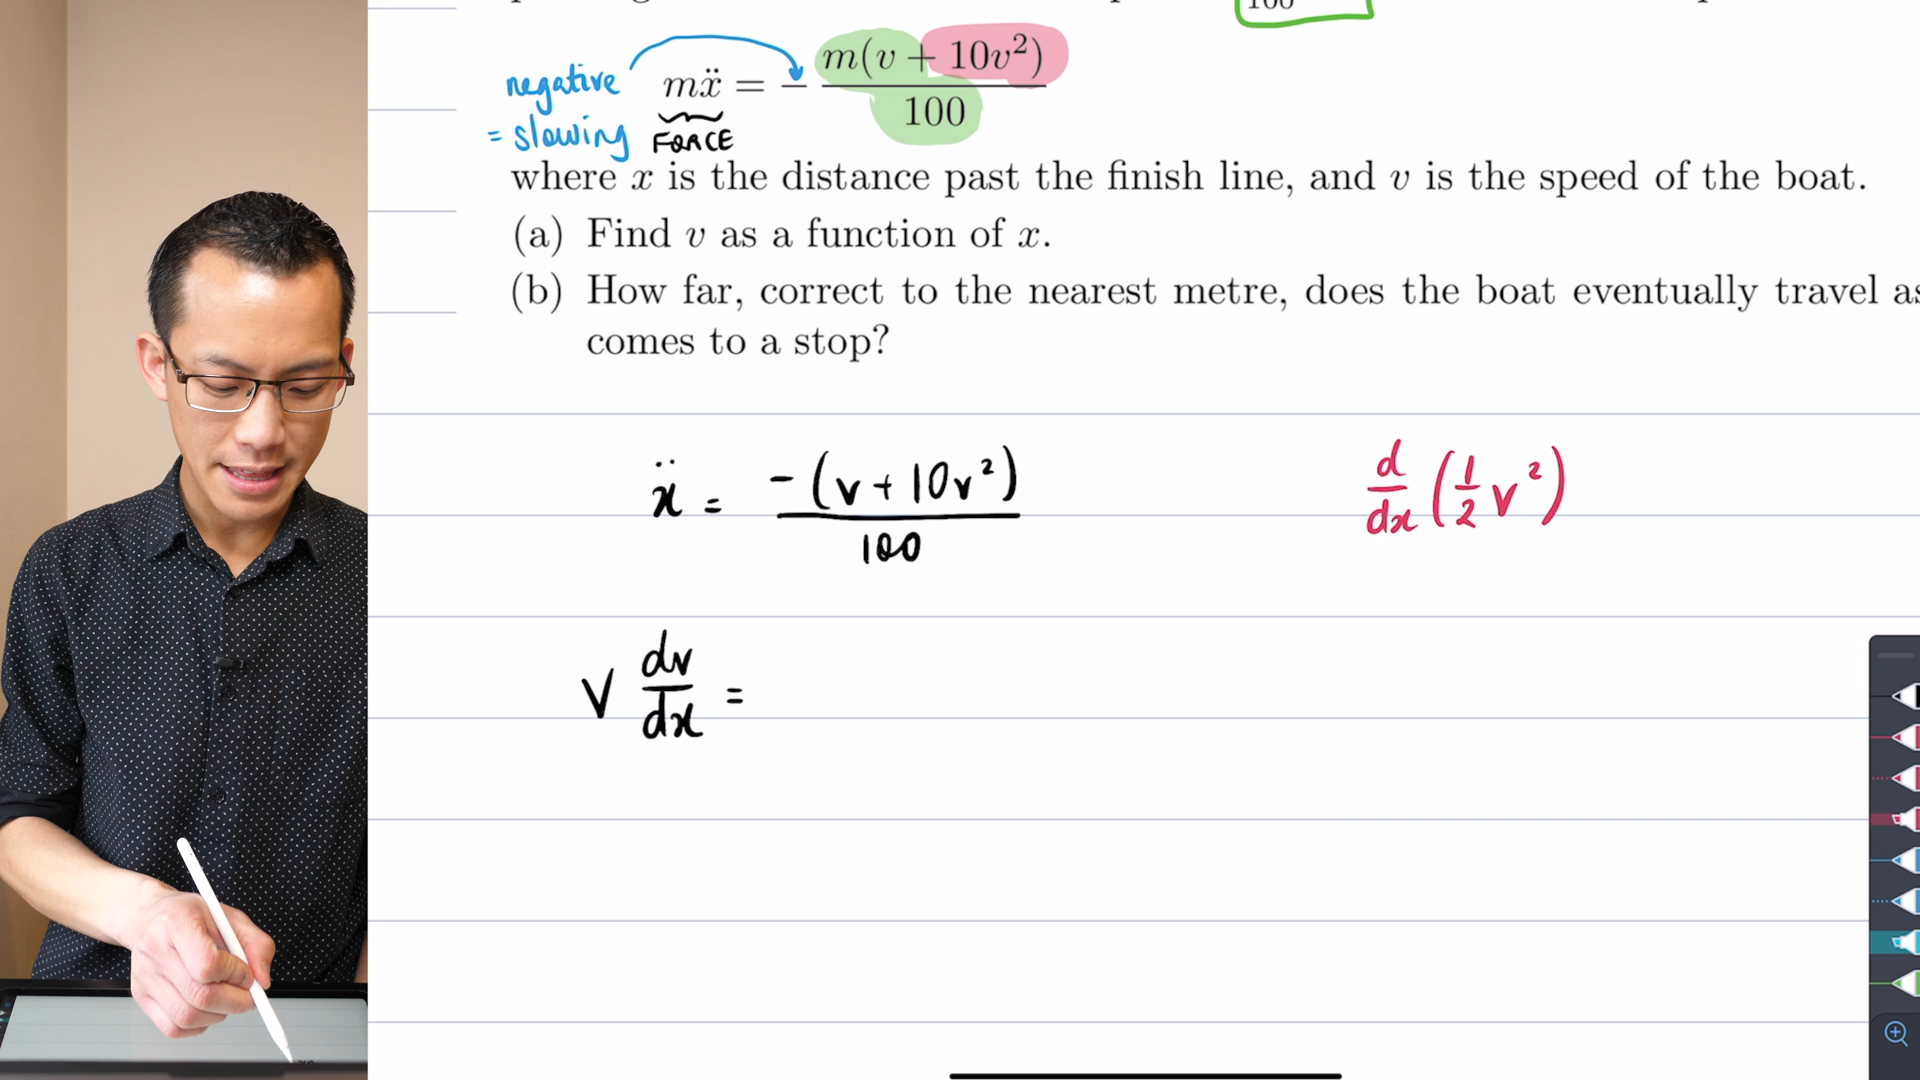 100
negative
= slowing
mẍ = − m(v + 10v²) / 100
FORCE
where x is the distance past the finish line, and v is the speed of the boat.
(a) Find v as a function of x.
(b) How far, correct to the nearest metre, does the boat eventually travel as
comes to a stop?
ẍ = -(v + 10v²) / 100
d/dx (1/2 v²)
v dv/dx =